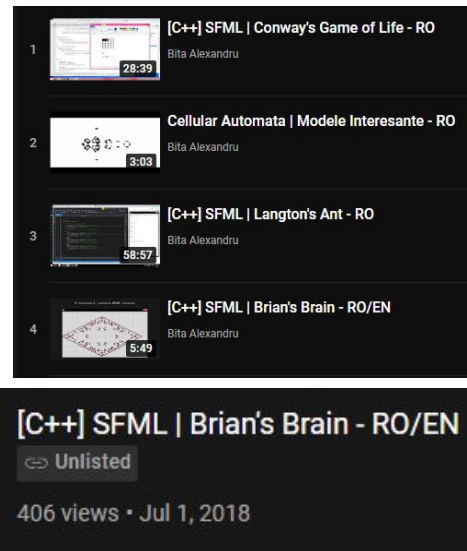 1
[C++] SFML | Conway's Game of Life - RO
Bita Alexandru
28:39
2
Cellular Automata | Modele Interesante - RO
Bita Alexandru
3:03
3
[C++] SFML | Langton's Ant - RO
Bita Alexandru
58:57
4
[C++] SFML | Brian's Brain - RO/EN
Bita Alexandru
5:49
[C++] SFML | Brian's Brain - RO/EN
Unlisted
406 views • Jul 1, 2018